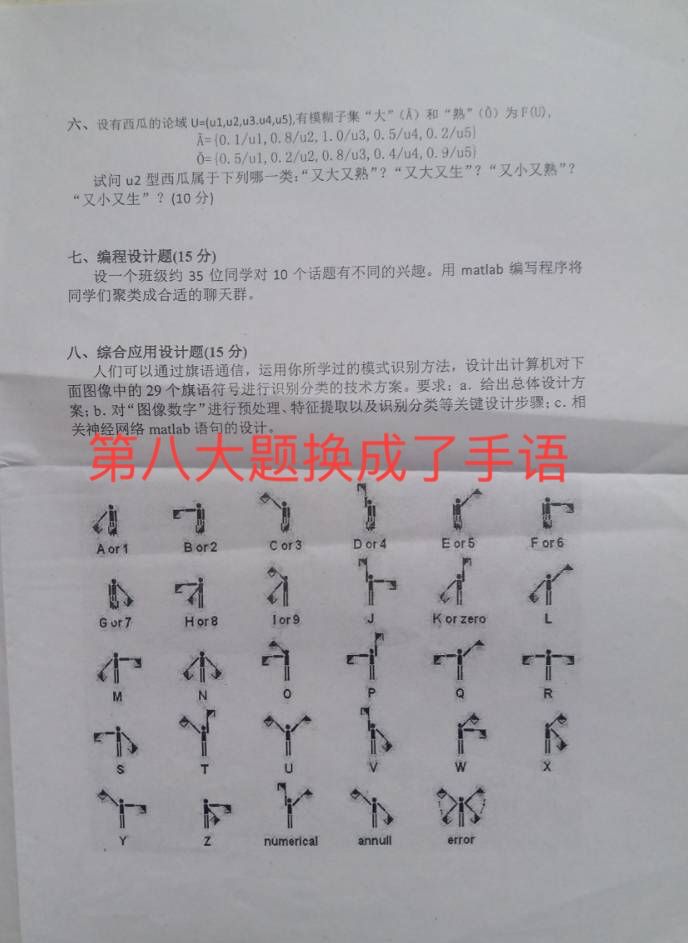 六、设有西瓜的论域 U={u1,u2,u3.u4,u5},有模糊子集“大”(Ã)和“熟”(Õ)为 F(U),
Ã={0.1/u1,0.8/u2,1.0/u3,0.5/u4,0.2/u5}
Õ={0.5/u1,0.2/u2,0.8/u3,0.4/u4,0.9/u5}
试问 u2 型西瓜属于下列哪一类：“又大又熟”？“又大又生”？“又小又熟”？
“又小又生”？(10 分)
七、编程设计题(15 分)
设一个班级约 35 位同学对 10 个话题有不同的兴趣。用 matlab 编写程序将
同学们聚类成合适的聊天群。
八、综合应用设计题(15 分)
人们可以通过旗语通信，运用你所学过的模式识别方法，设计出计算机对下
面图像中的 29 个旗语符号进行识别分类的技术方案。要求：a. 给出总体设计方
案；b. 对“图像数字”进行预处理、特征提取以及识别分类等关键设计步骤；c. 相
关神经网络 matlab 语句的设计。
第八大题换成了手语
A or 1 B or 2 C or 3 D or 4 E or 5 F or 6
G or 7 H or 8 I or 9 J K or zero L
M N O P Q R
S T U V W X
Y Z numerical annull error